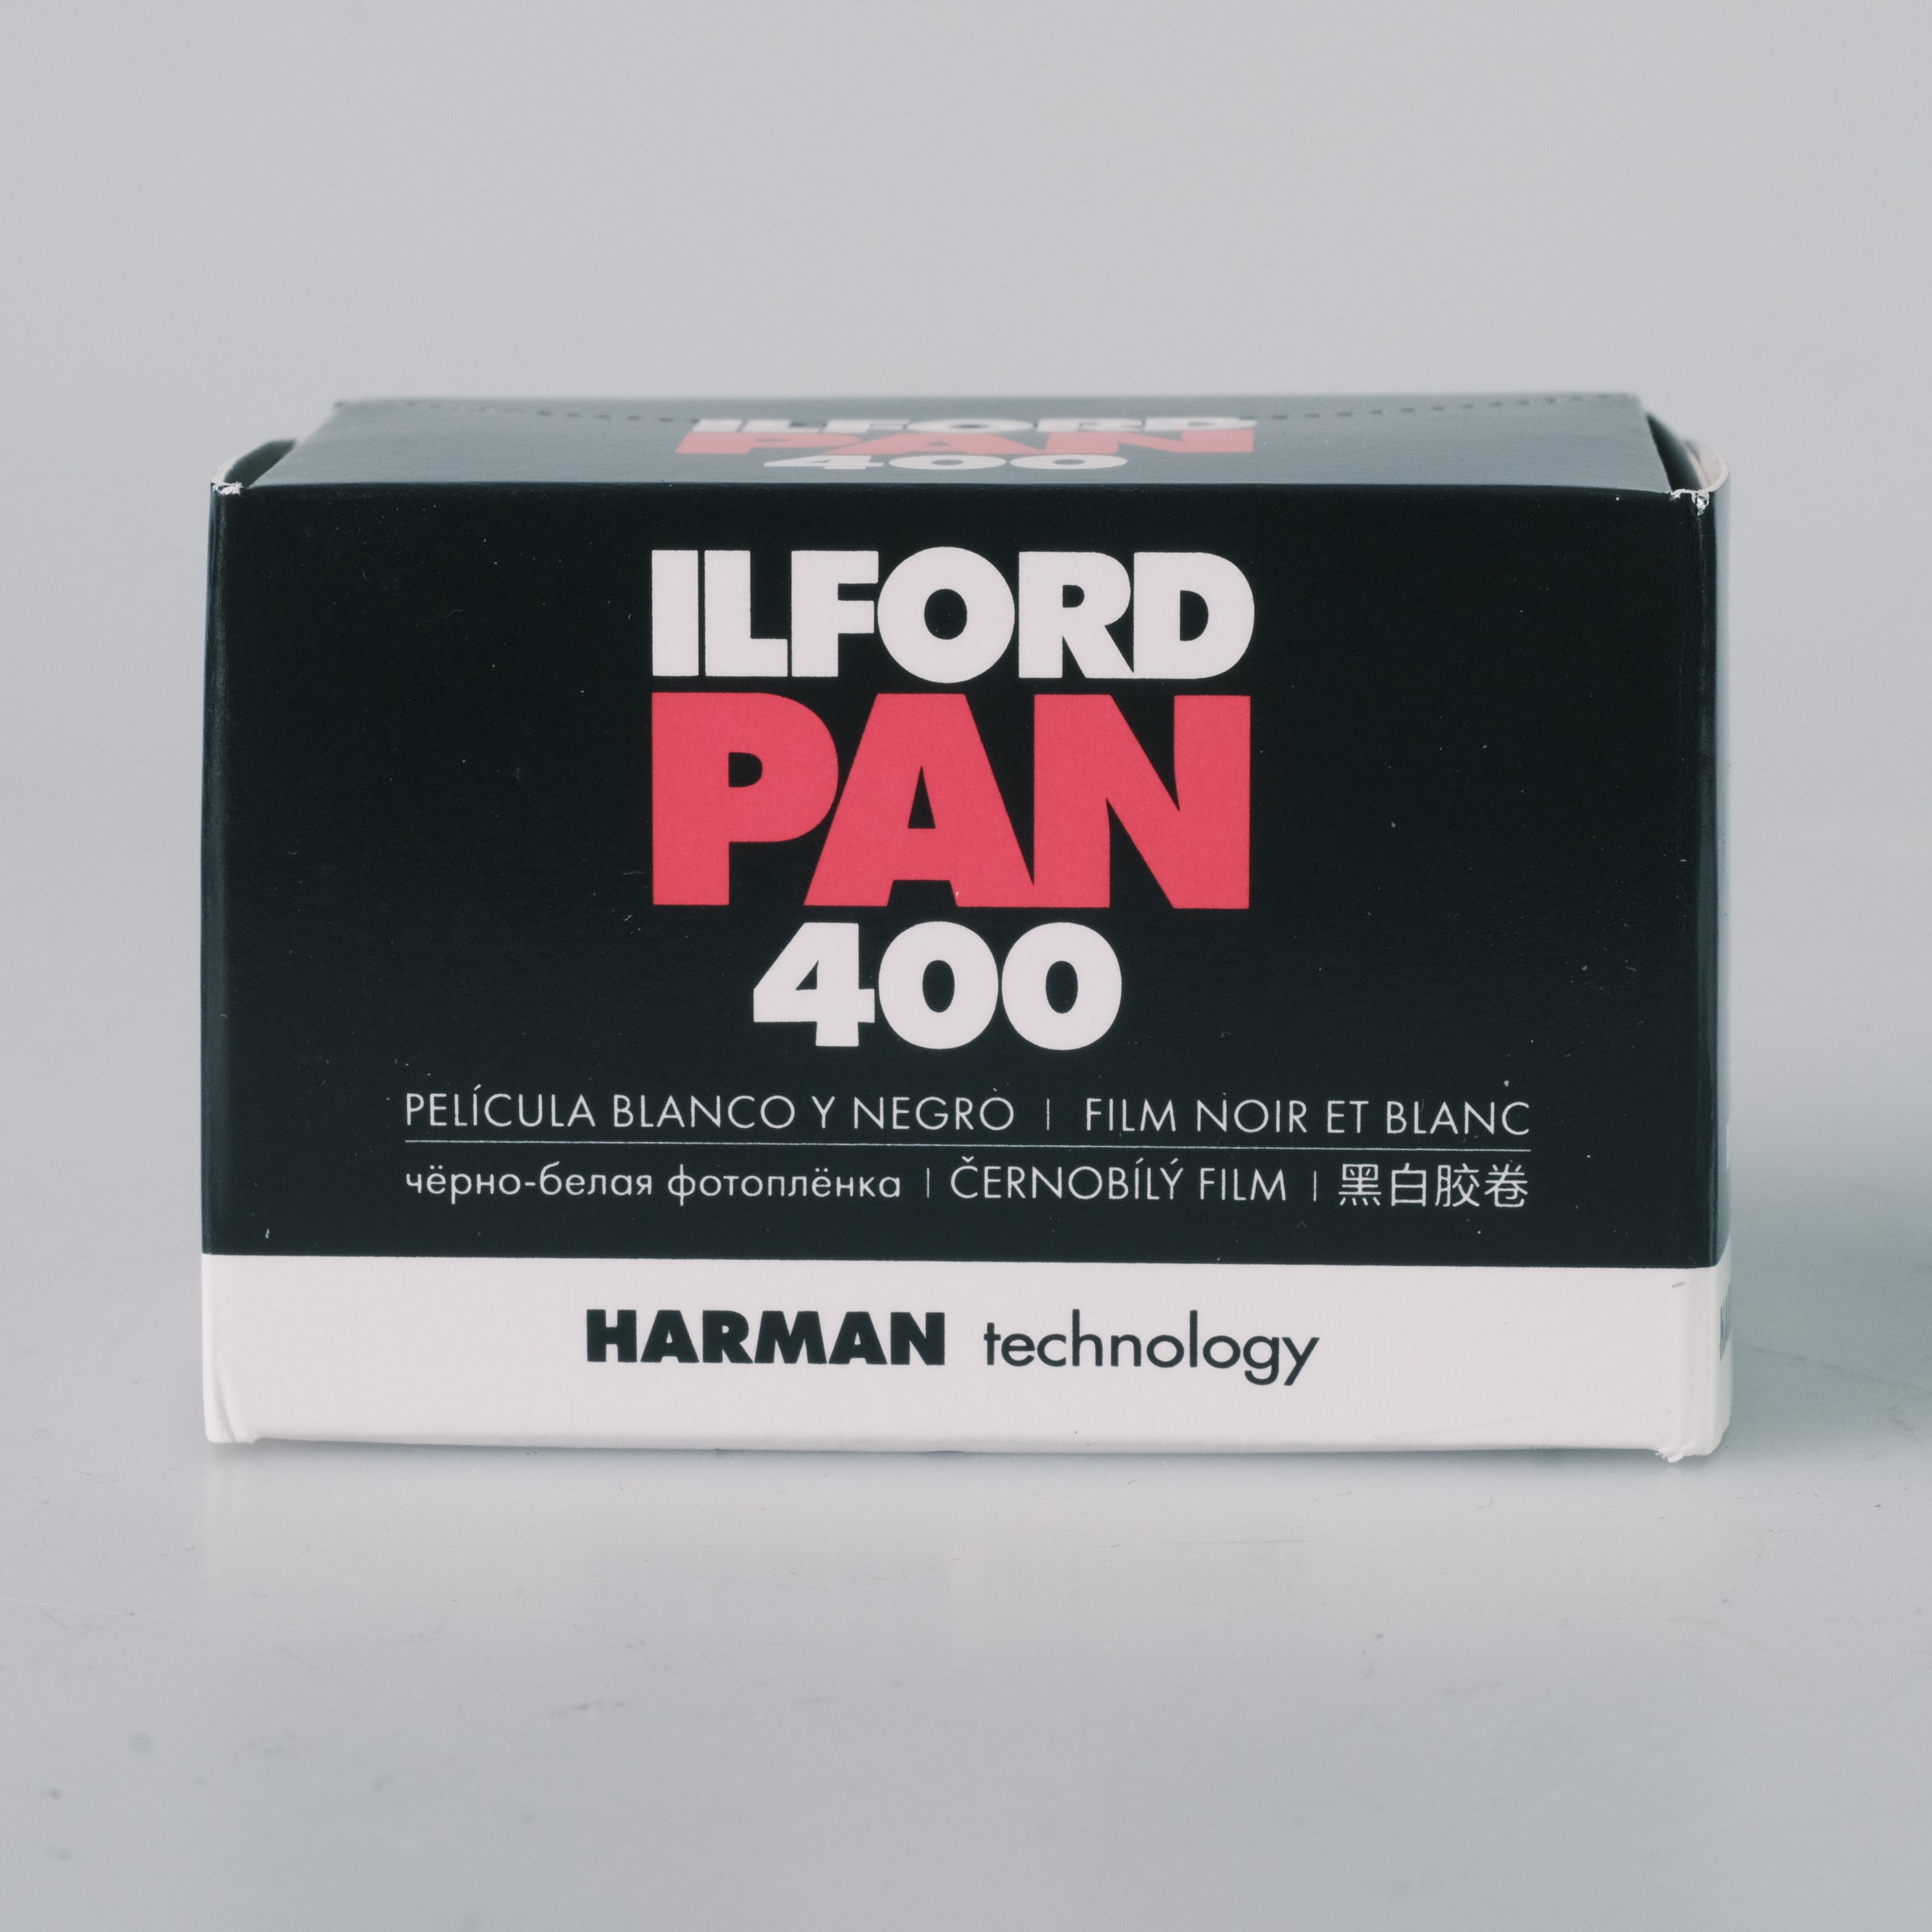 ILFORD
PAN
400
ILFORD
PAN
400
PELÍCULA BLANCO Y NEGRO | FILM NOIR ET BLANC
чёрно-белая фотоплёнка | ČERNOBÍLÝ FILM | 黑白胶卷
HARMAN technology